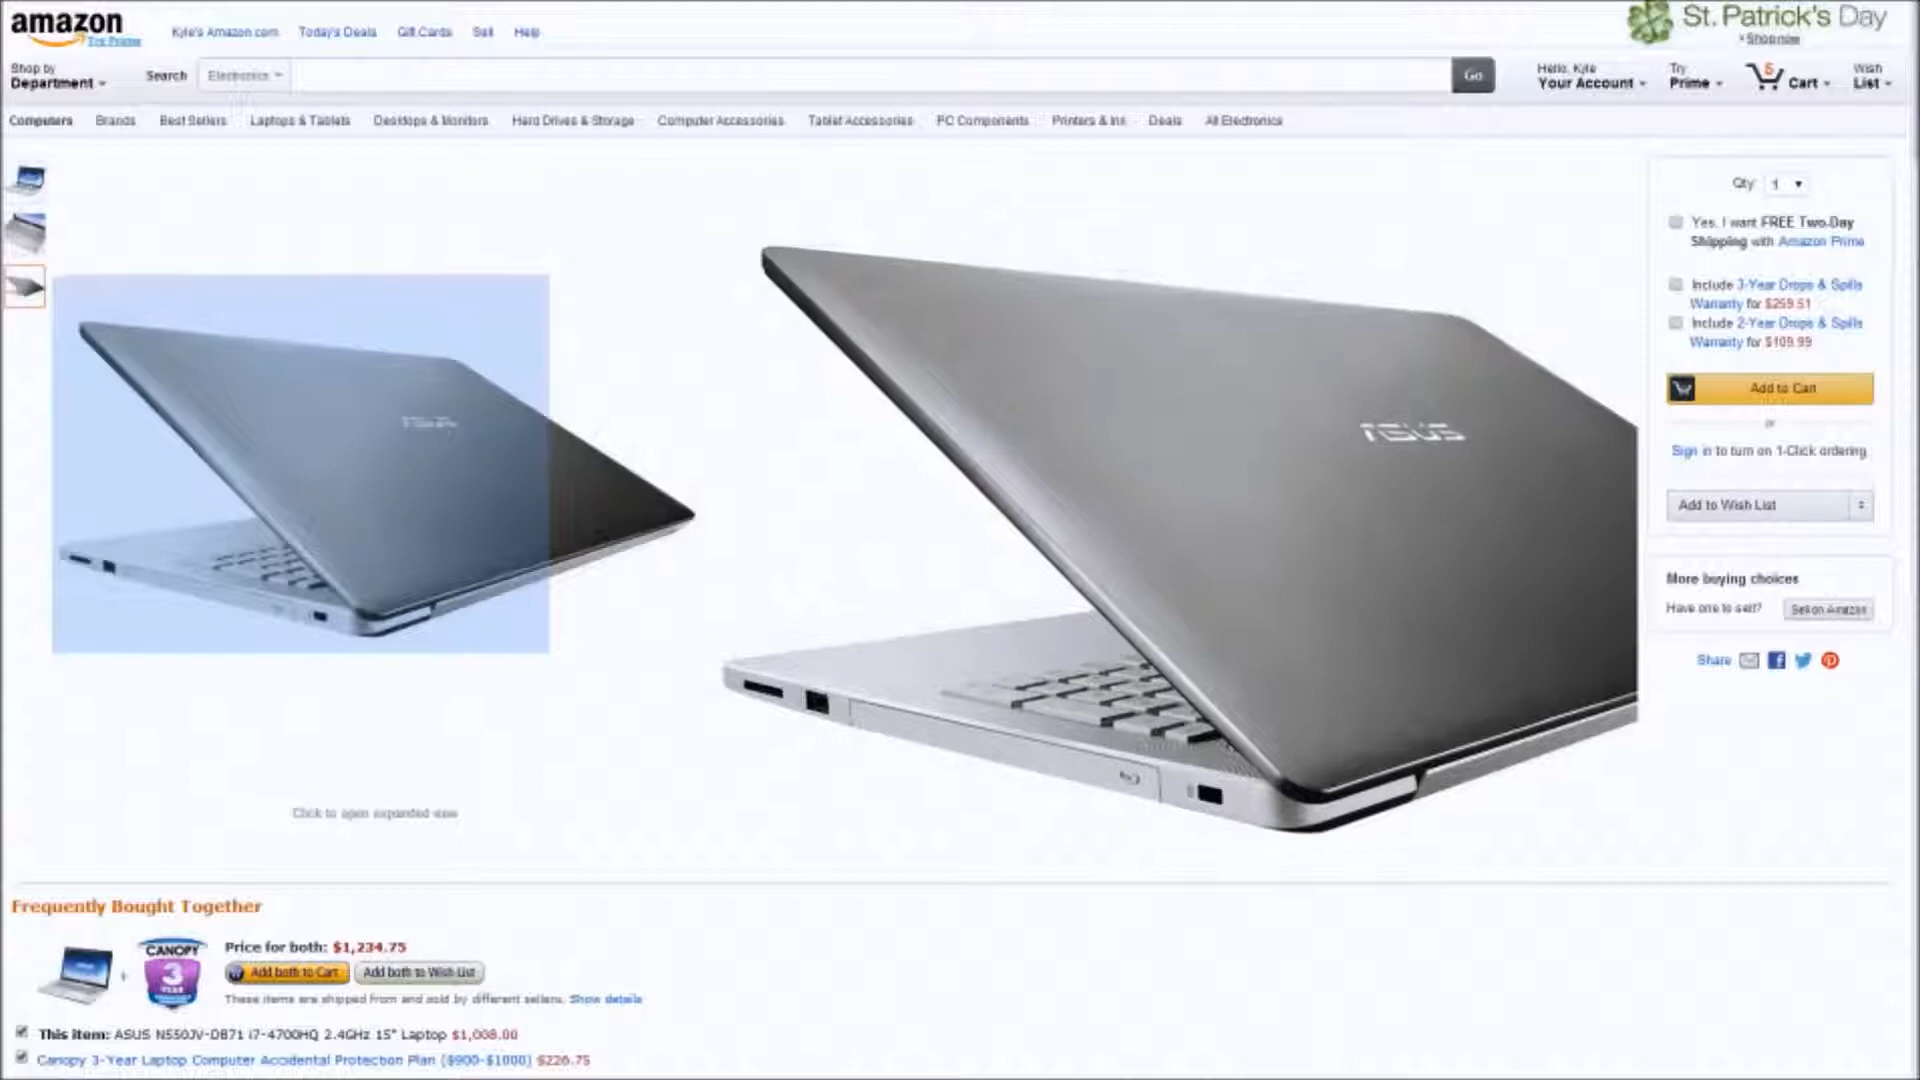 amazon
Try Prime
Kyle's Amazon.com Today's Deals Gift Cards Sell Help
St. Patrick's Day
Shop now
Shop by
Department
Search Electronics Go
Hello, Kyle
Your Account
Try
Prime
5 Cart
Wish
List
Computers Brands Best Sellers Laptops & Tablets Desktops & Monitors Hard Drives & Storage Computer Accessories Tablet Accessories PC Components Printers & Ink Deals All Electronics
Qty 1
Yes, I want FREE Two-Day
Shipping with Amazon Prime
Include 3-Year Drops & Spills
Warranty for $259.51
Include 2-Year Drops & Spills
Warranty for $109.99
Add to Cart
or
Sign in to turn on 1-Click ordering
Add to Wish List
More buying choices
Have one to sell? Sell on Amazon
Share
ASUS
ASUS
Click to open expanded view
Frequently Bought Together
CANOPY
3
YEAR
Price for both: $1,234.75
Add both to Cart Add both to Wish List
These items are shipped from and sold by different sellers. Show details
This item: ASUS N550JV-DB71 i7-4700HQ 2.4GHz 15" Laptop $1,008.00
Canopy 3-Year Laptop Computer Accidental Protection Plan ($900-$1000) $226.75